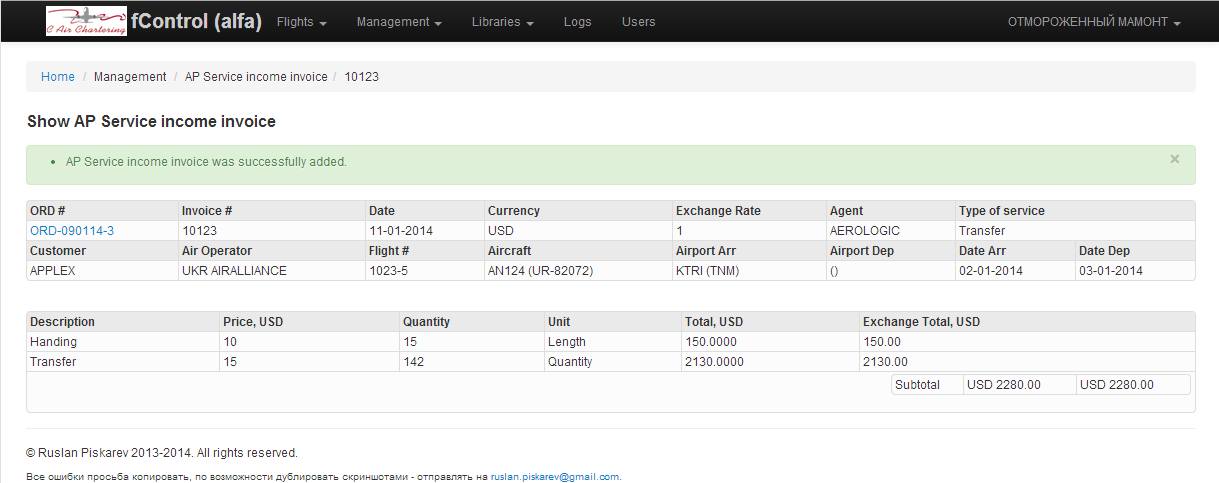 C Air Chartering fControl (alfa) Flights Management Libraries Logs Users ОТМОРОЖЕННЫЙ МАМОНТ
Home / Management / AP Service income invoice / 10123
Show AP Service income invoice
• AP Service income invoice was successfully added. ×
ORD # Invoice # Date Currency Exchange Rate Agent Type of service
ORD-090114-3 10123 11-01-2014 USD 1 AEROLOGIC Transfer
Customer Air Operator Flight # Aircraft Airport Arr Airport Dep Date Arr Date Dep
APPLEX UKR AIRALLIANCE 1023-5 AN124 (UR-82072) KTRI (TNM) () 02-01-2014 03-01-2014
Description Price, USD Quantity Unit Total, USD Exchange Total, USD
Handing 10 15 Length 150.0000 150.00
Transfer 15 142 Quantity 2130.0000 2130.00
Subtotal USD 2280.00 USD 2280.00
© Ruslan Piskarev 2013-2014. All rights reserved.
Все ошибки просьба копировать, по возможности дублировать скриншотами - отправлять на ruslan.piskarev@gmail.com.